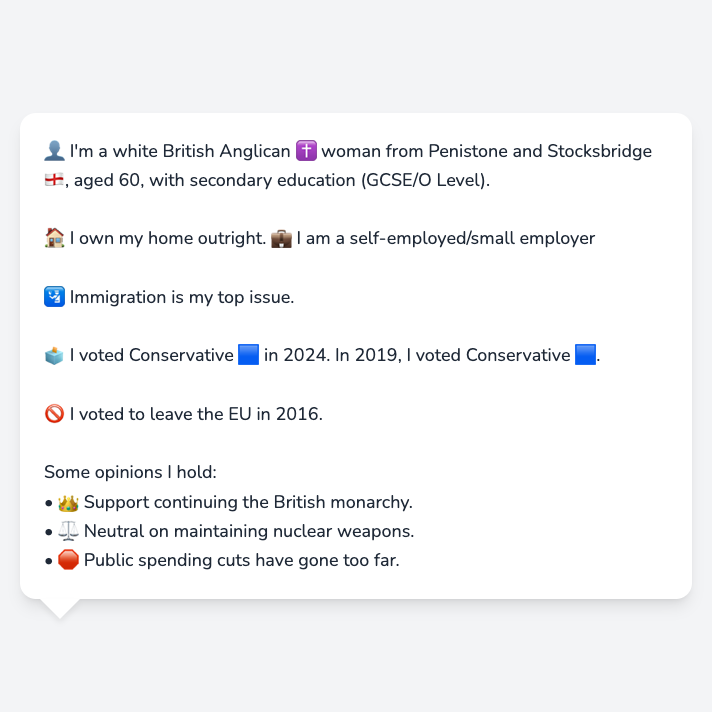 👤 I'm a white British Anglican ✝️ woman from Penistone and Stocksbridge
🏴󠁧󠁢󠁥󠁮󠁧󠁿, aged 60, with secondary education (GCSE/O Level).
🏠 I own my home outright. 💼 I am a self-employed/small employer
🛂 Immigration is my top issue.
🗳️ I voted Conservative 🟦 in 2024. In 2019, I voted Conservative 🟦.
🚫 I voted to leave the EU in 2016.
Some opinions I hold:
• 👑 Support continuing the British monarchy.
• ⚖️ Neutral on maintaining nuclear weapons.
• 🛑 Public spending cuts have gone too far.